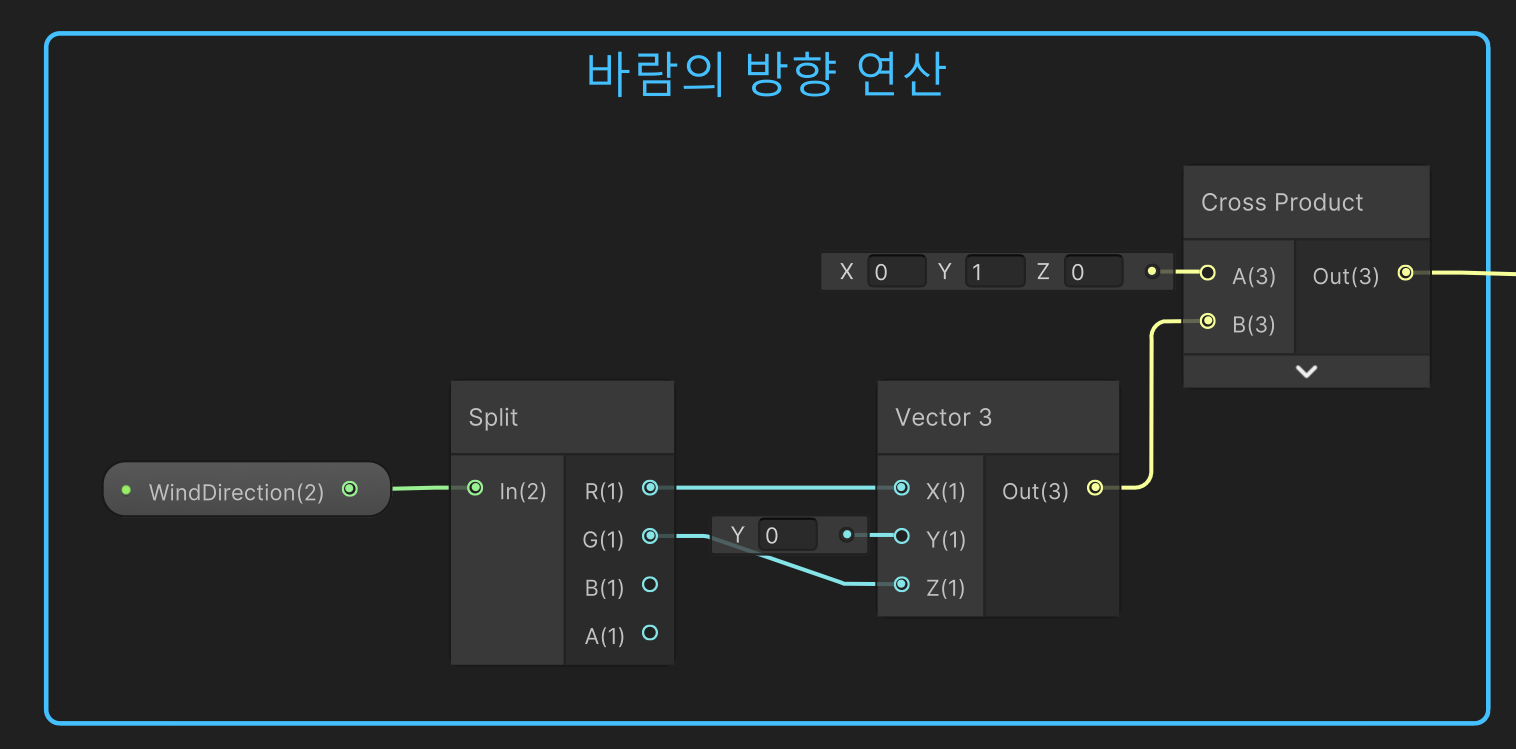 바람의 방향 연산
Cross Product
X 0 Y 1 Z 0
A(3) Out(3)
B(3)
Split
Vector 3
WindDirection(2)
In(2) R(1)
G(1)
B(1)
A(1)
Y 0
X(1) Out(3)
Y(1)
Z(1)